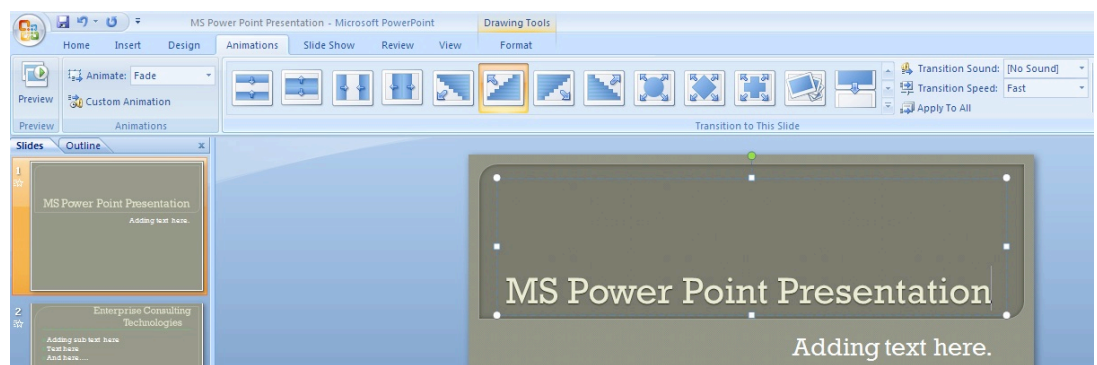 MS Power Point Presentation - Microsoft PowerPoint
Drawing Tools
Home Insert Design Animations Slide Show Review View Format
Preview
Animate: Fade
Custom Animation
Transition Sound: [No Sound]
Transition Speed: Fast
Apply To All
Preview Animations Transition to This Slide
Slides Outline x
1
MS Power Point Presentation
Adding text here.
2
Enterprise Consulting
Technologies
Adding sub text here
Text here
And here....
MS Power Point Presentation
Adding text here.